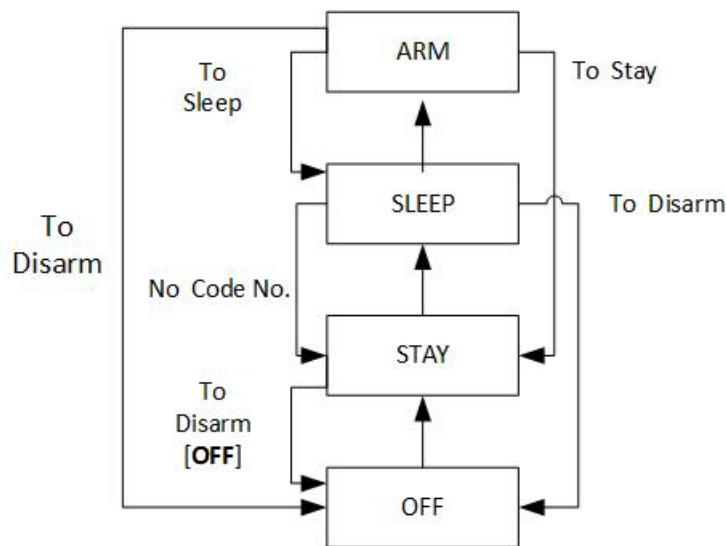 ARM
To
Sleep
To Stay
SLEEP
To Disarm
To
Disarm
No Code No.
STAY
To
Disarm
[OFF]
OFF